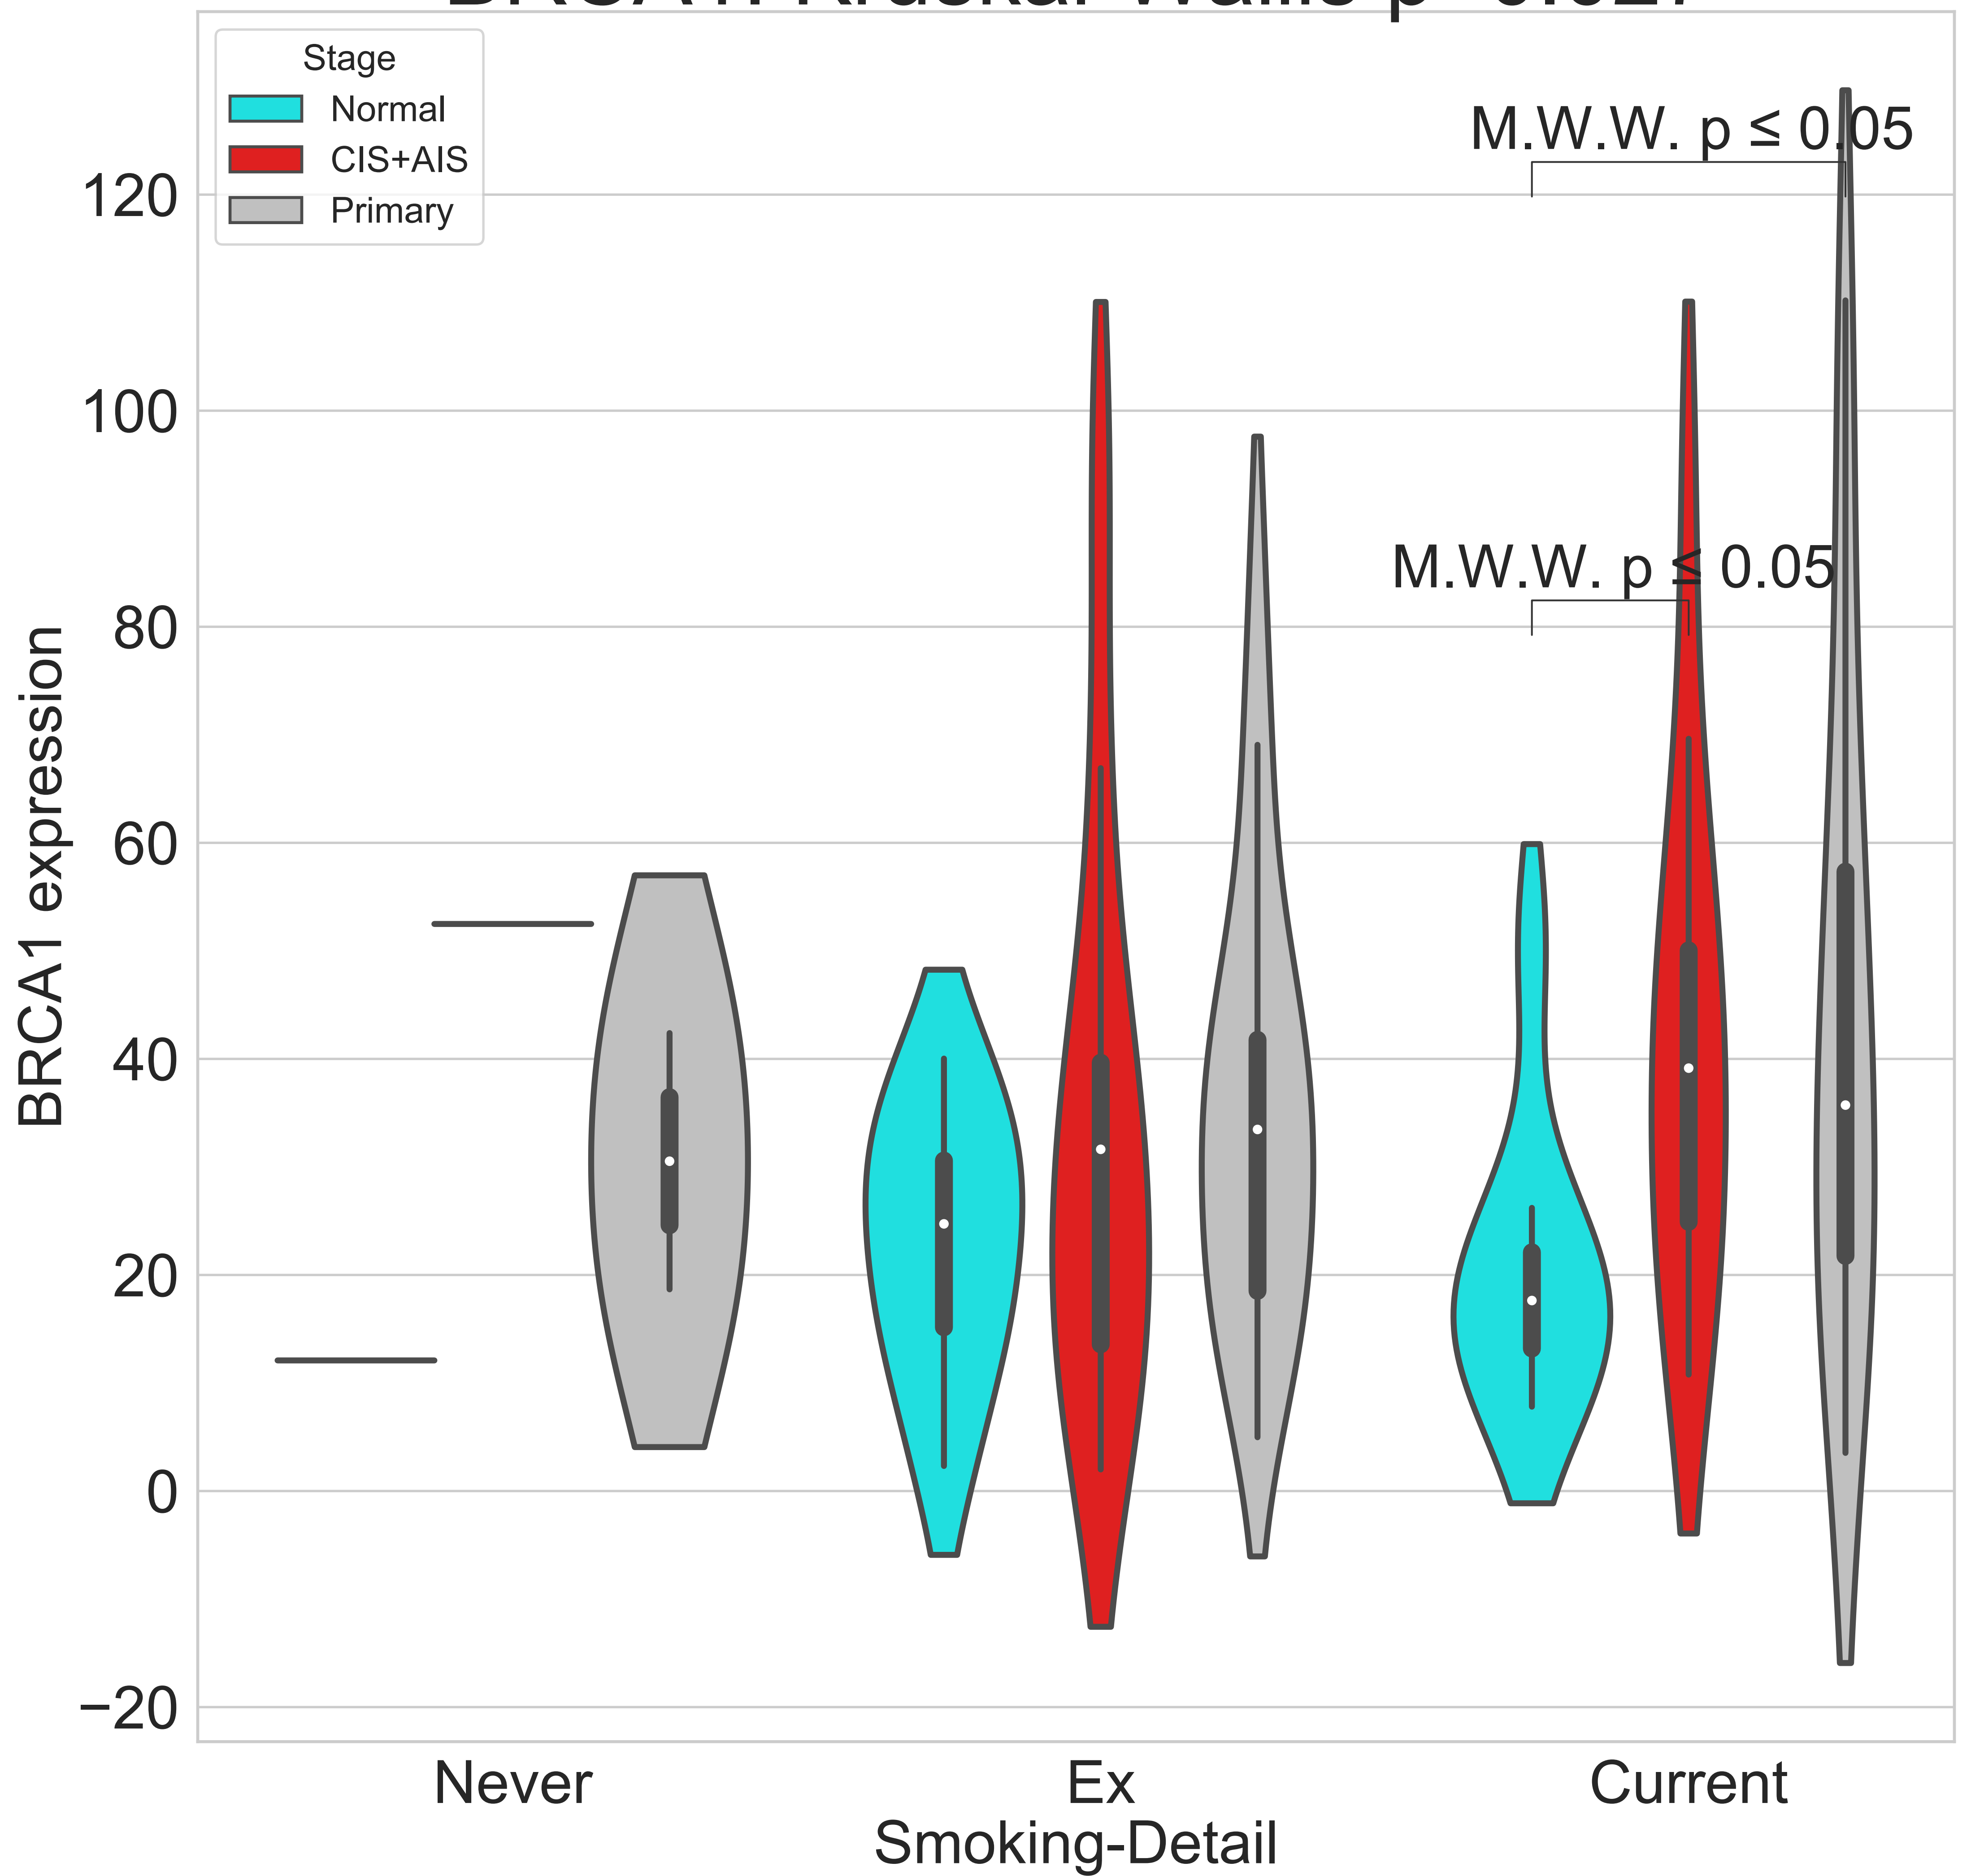 Stage
Normal
CIS+AIS
Primary
M.W.W. p ≤ 0.05
M.W.W. p ≤ 0.05
120
100
80
60
40
20
0
−20
BRCA1 expression
Never
Ex
Current
Smoking-Detail